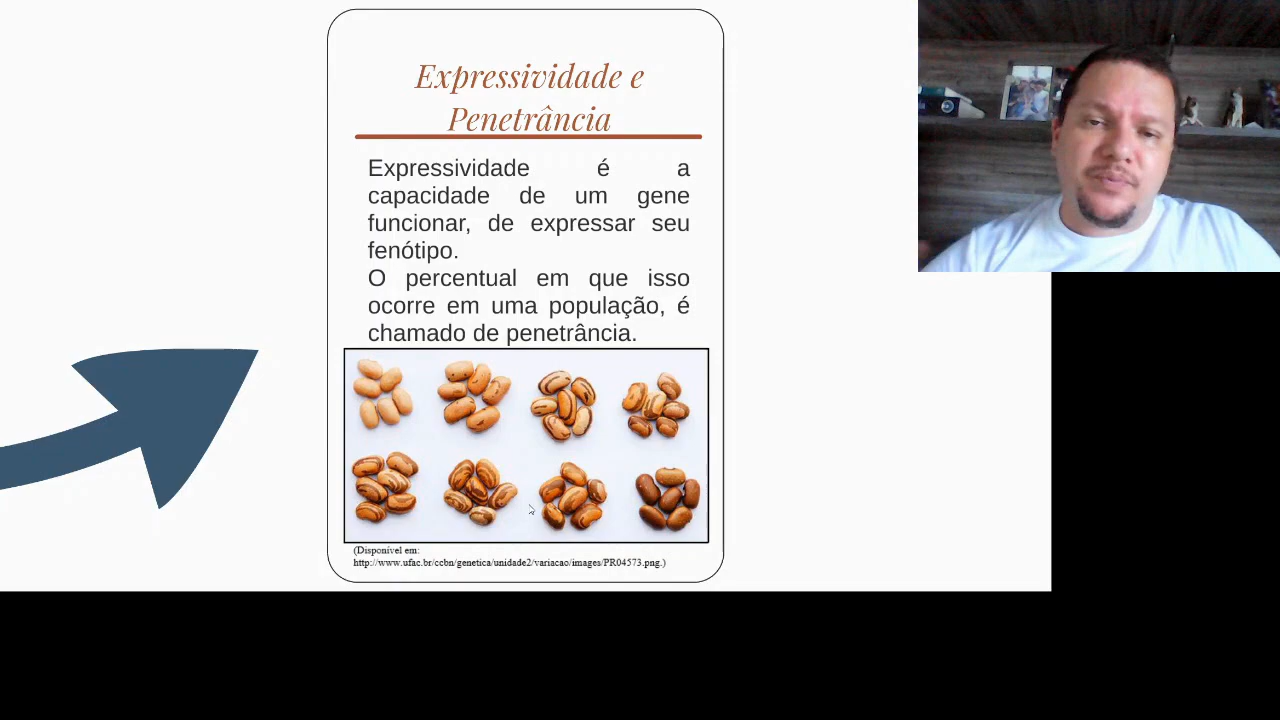 Expressividade e
Penetrância
Expressividade é a
capacidade de um gene
funcionar, de expressar seu
fenótipo.
O percentual em que isso
ocorre em uma população, é
chamado de penetrância.
(Disponível em:
http://www.ufac.br/ccbn/genetica/unidade2/variacao/images/PR04573.png.)